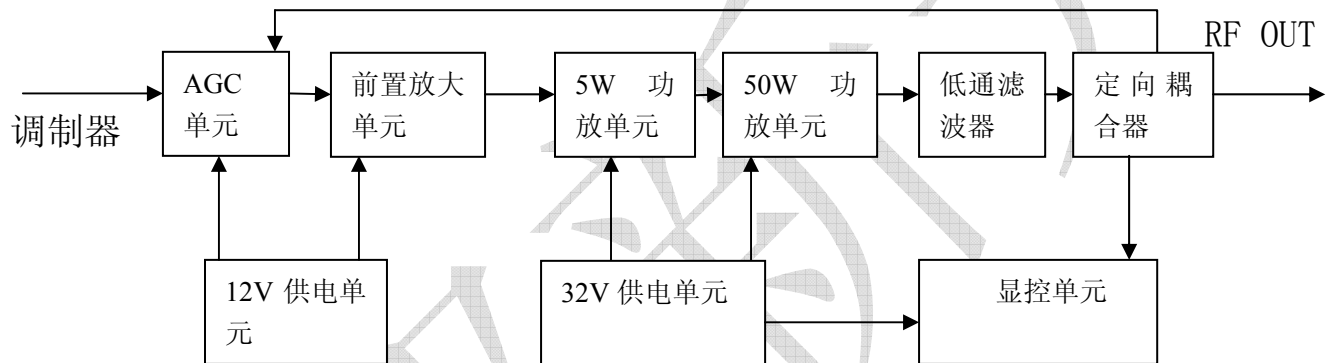 RF OUT
调制器
AGC
单元
前置放大
单元
5W 功
放单元
50W 功
放单元
低通滤
波器
定向耦
合器
12V 供电单
元
32V 供电单元
显控单元